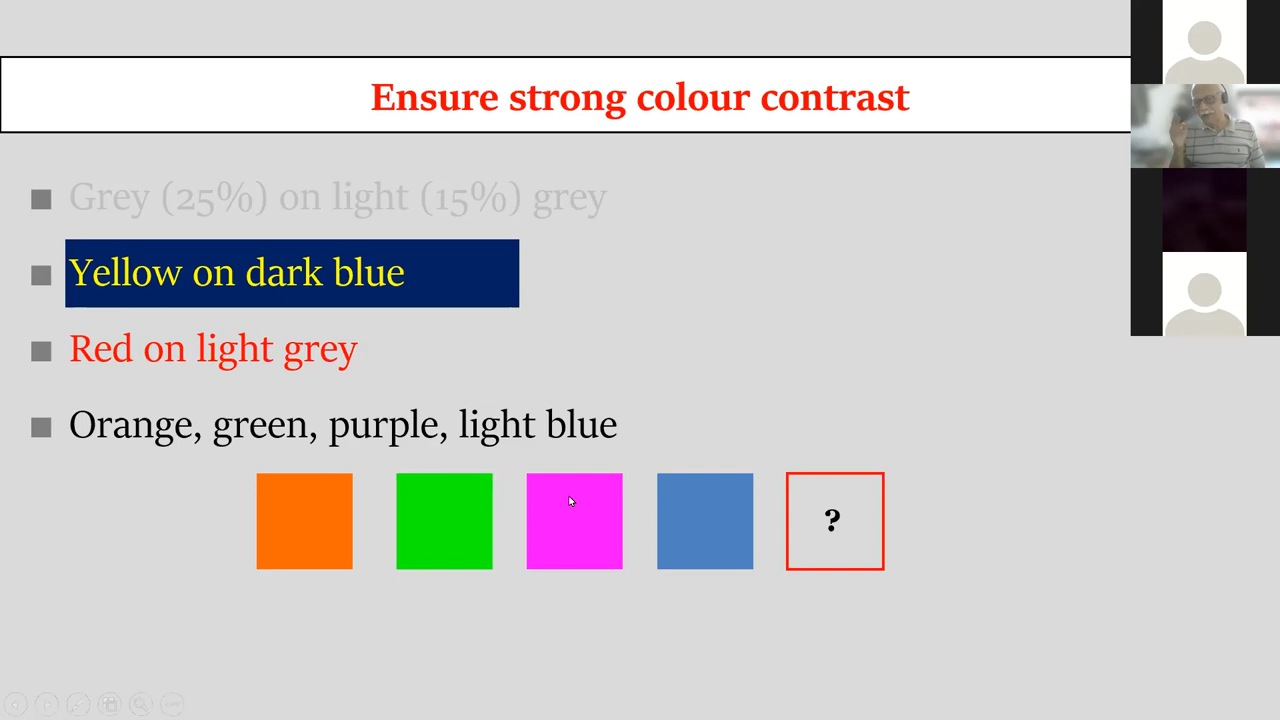 Ensure strong colour contrast
Grey (25%) on light (15%) grey
Yellow on dark blue
Red on light grey
Orange, green, purple, light blue
?